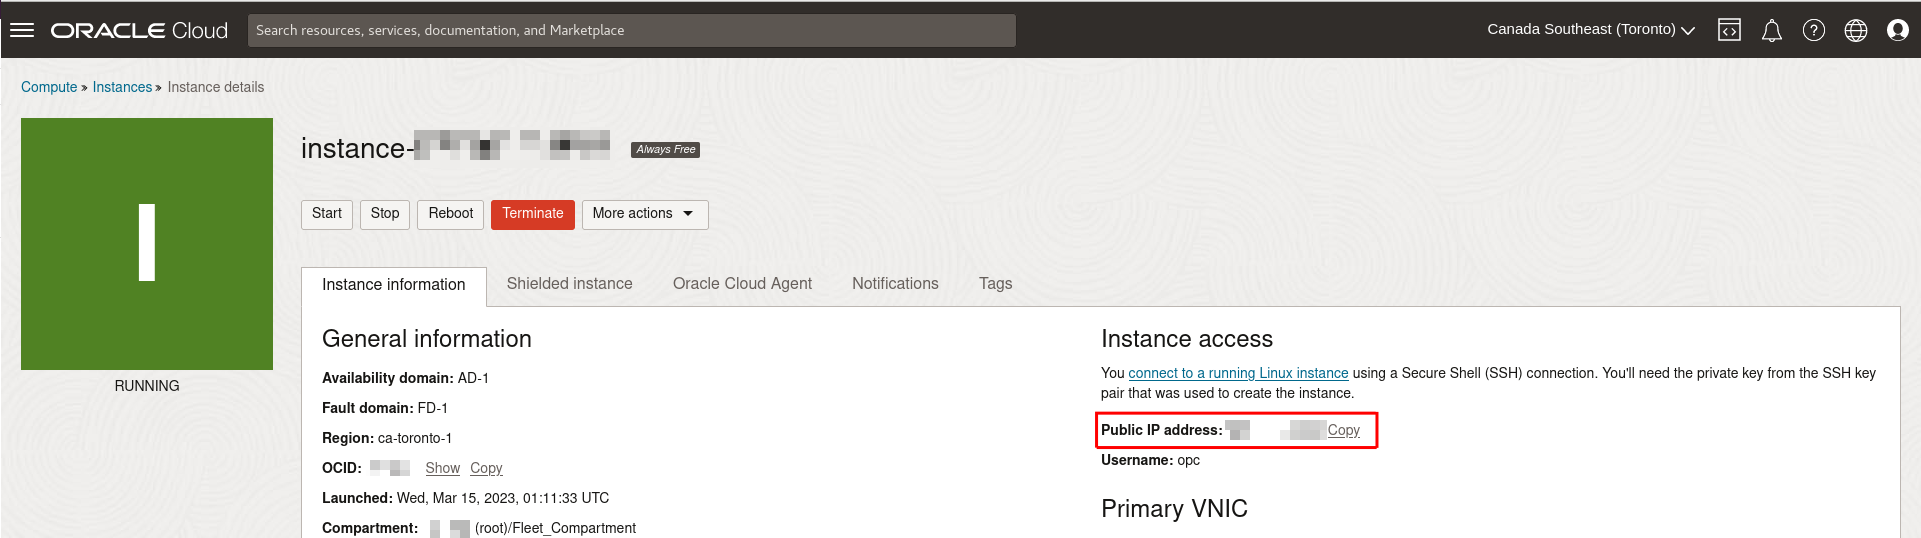 ORACLE Cloud
Search resources, services, documentation, and Marketplace
Canada Southeast (Toronto)
Compute » Instances » Instance details
instance-
Always Free
Start Stop Reboot Terminate More actions
RUNNING
Instance information Shielded instance Oracle Cloud Agent Notifications Tags
General information
Availability domain: AD-1
Fault domain: FD-1
Region: ca-toronto-1
OCID: Show Copy
Launched: Wed, Mar 15, 2023, 01:11:33 UTC
Compartment: (root)/Fleet_Compartment
Instance access
You connect to a running Linux instance using a Secure Shell (SSH) connection. You'll need the private key from the SSH key
pair that was used to create the instance.
Public IP address: Copy
Username: opc
Primary VNIC